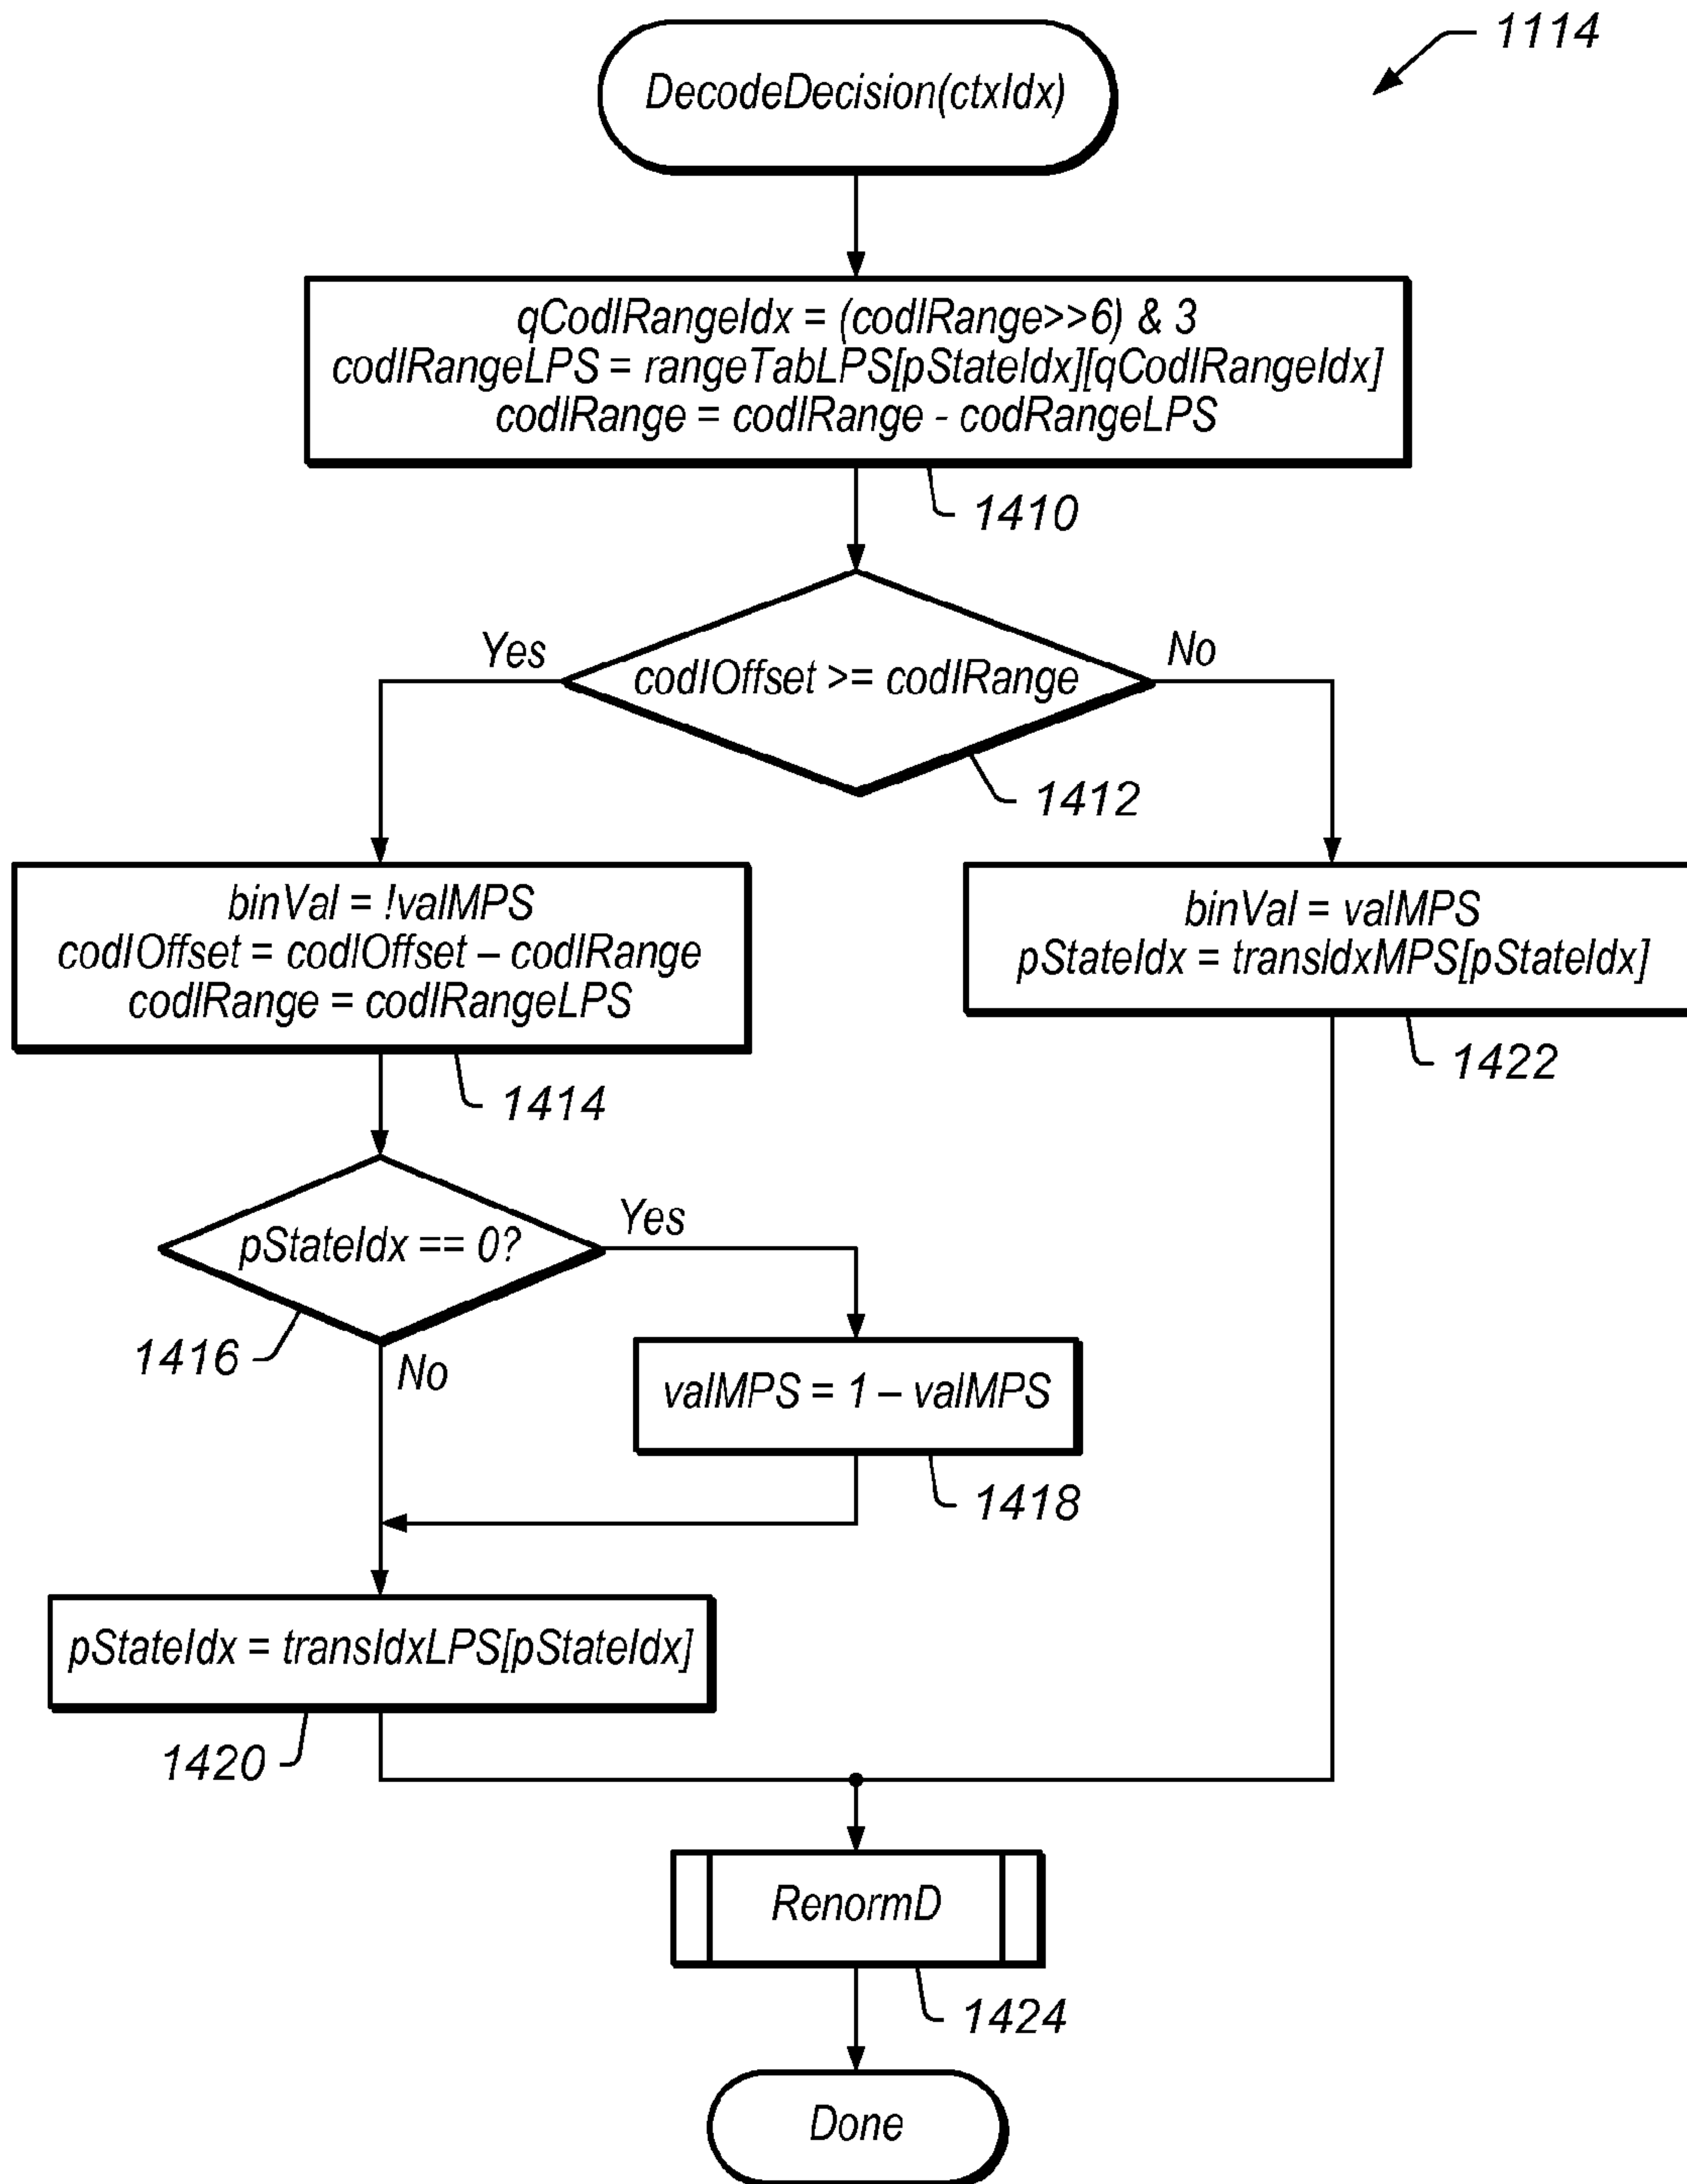 1114
DecodeDecision(ctxIdx)
qCodIRangeIdx = (codIRange>>6) & 3
codIRangeLPS = rangeTabLPS[pStateIdx][qCodIRangeIdx]
codIRange = codIRange - codRangeLPS
1410
codIOffset >= codIRange
Yes
No
1412
binVal = !valMPS
codIOffset = codIOffset – codIRange
codIRange = codIRangeLPS
1414
binVal = valMPS
pStateIdx = transIdxMPS[pStateIdx]
1422
pStateIdx == 0?
Yes
1416
No
valMPS = 1 – valMPS
1418
pStateIdx = transIdxLPS[pStateIdx]
1420
RenormD
1424
Done